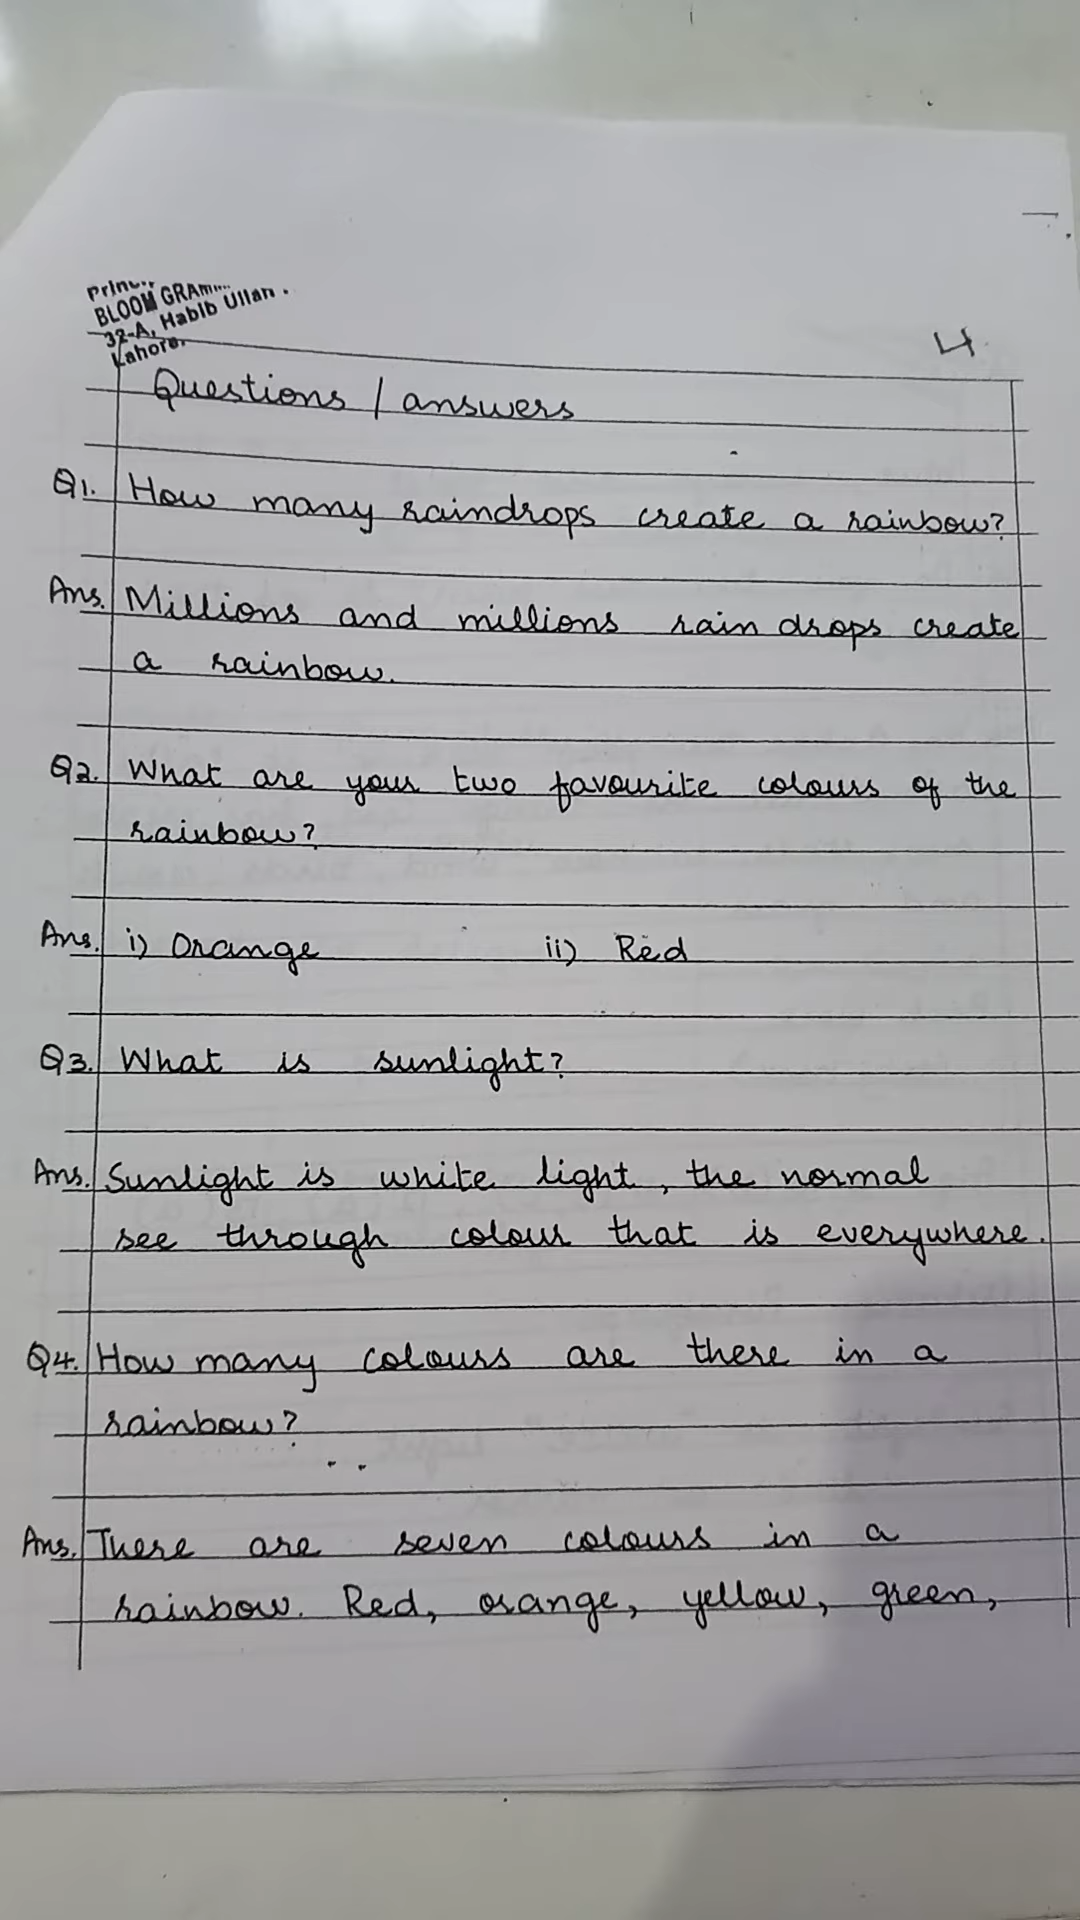 BLOOM
32-A, Habib Ullah
Lahore.
4
Questions / answers
Q1. How many raindrops create a rainbow?
Ans. Millions and millions rain drops create
a rainbow.
Q2. What are your two favourite colours of the
rainbow?
Ans. i) Orange ii) Red
Q3. What is sunlight?
Ans. Sunlight is white light, the normal
see through colour that is everywhere.
Q4. How many colours are there in a
rainbow?
Ans. There are seven colours in a
rainbow. Red, orange, yellow, green,